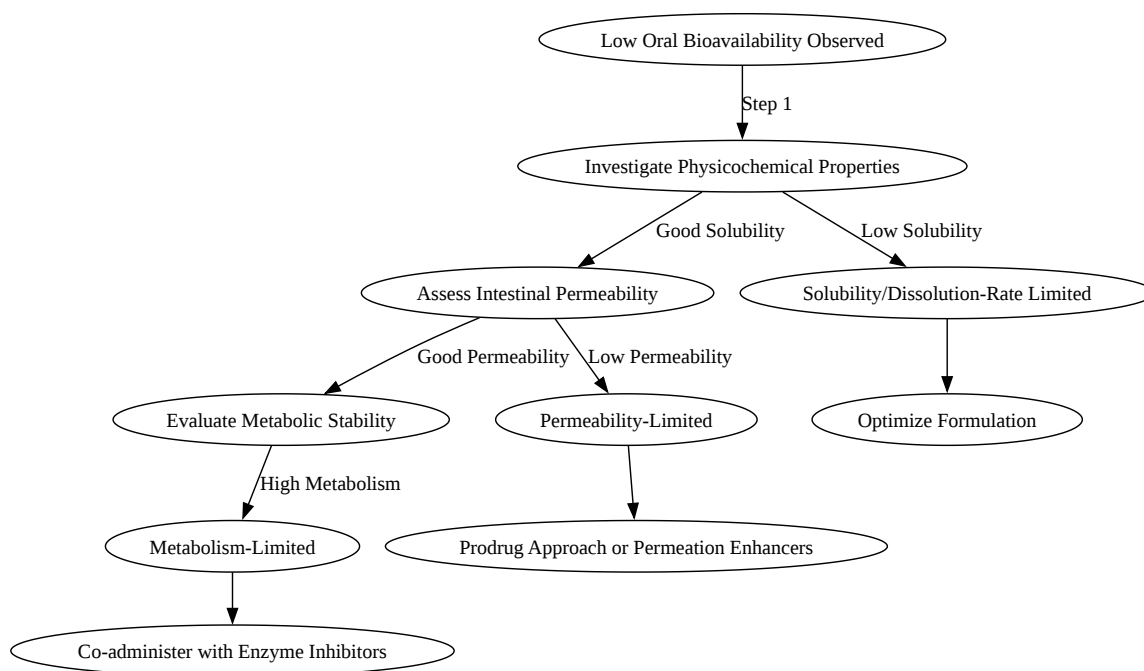 Low Oral Bioavailability Observed
Step 1
Investigate Physicochemical Properties
Good Solubility
Low Solubility
Assess Intestinal Permeability
Solubility/Dissolution-Rate Limited
Good Permeability
Low Permeability
Evaluate Metabolic Stability
Permeability-Limited
Optimize Formulation
High Metabolism
Metabolism-Limited
Prodrug Approach or Permeation Enhancers
Co-administer with Enzyme Inhibitors